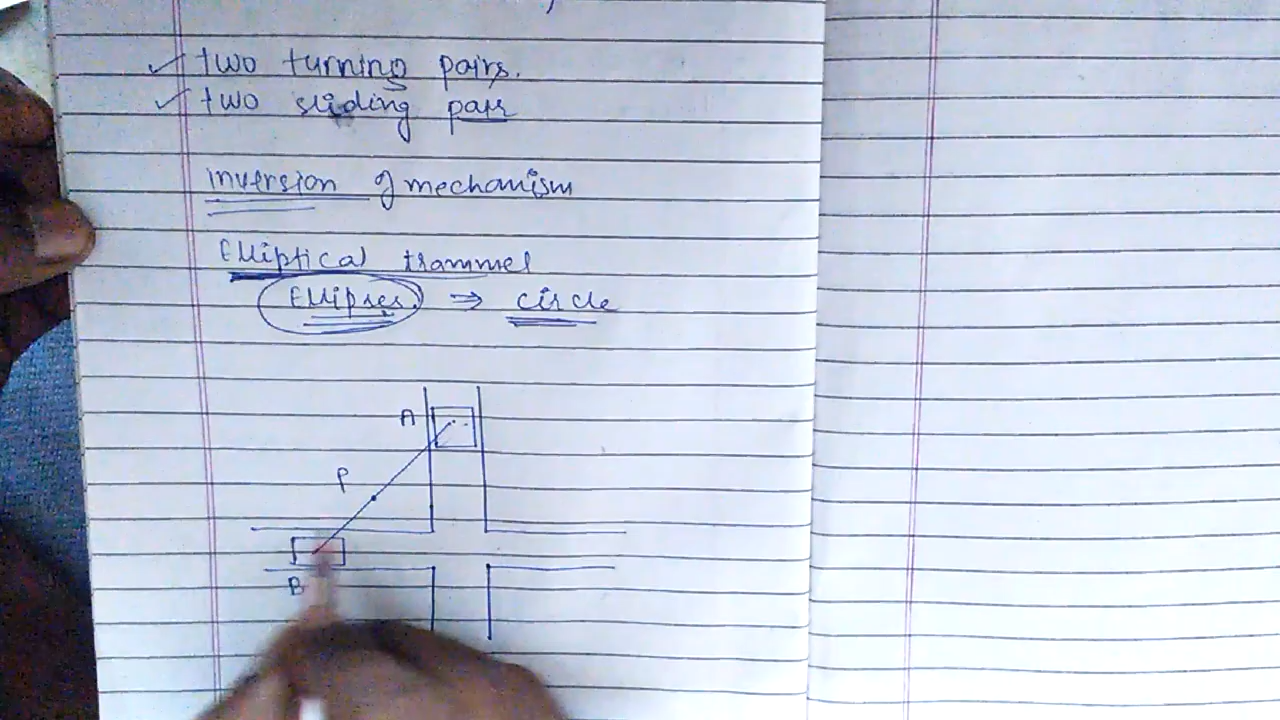 two turning pairs.
two sliding pair
inversion of mechanism
Elliptical trammel
Ellipses. ⇒ circle
A
P
B